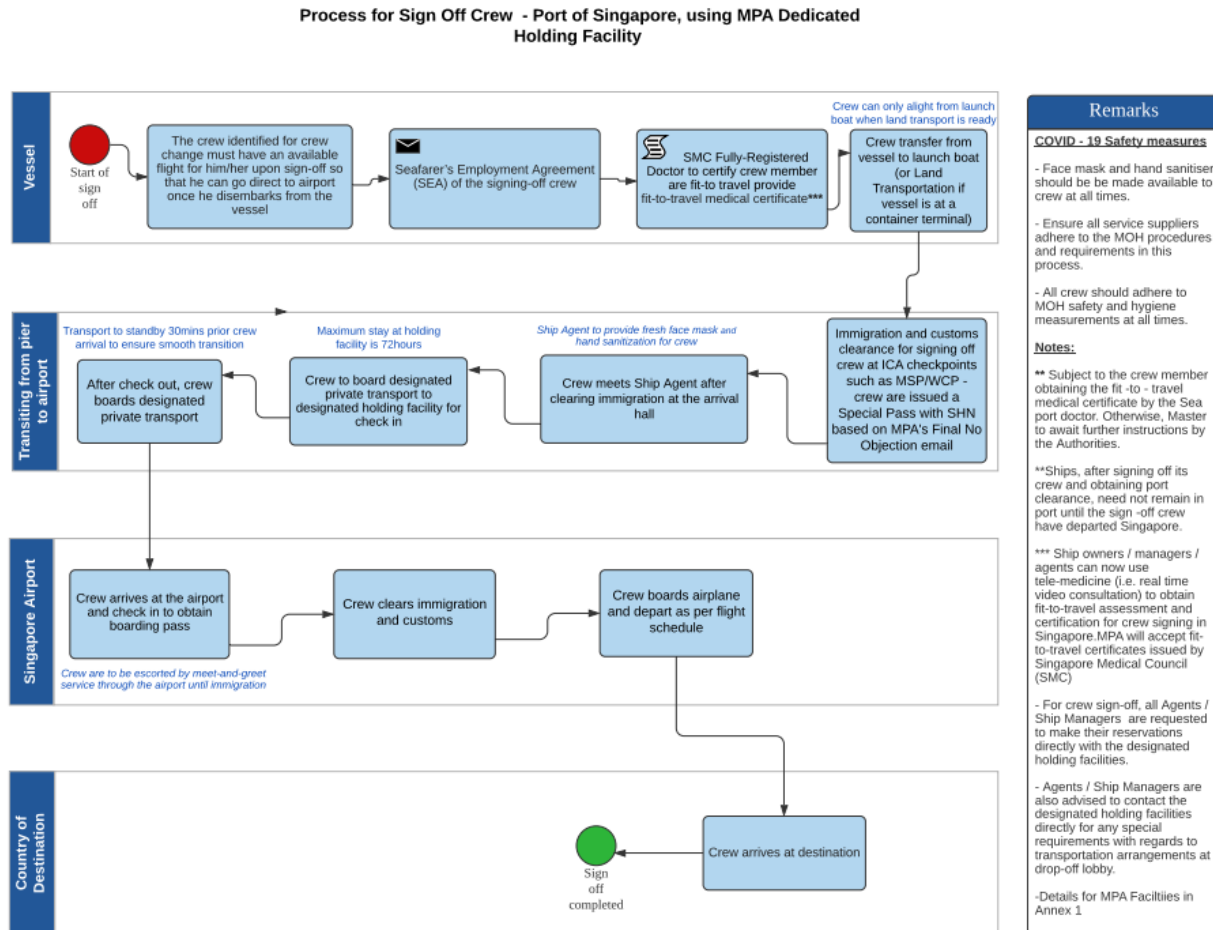 Process for Sign Off Crew - Port of Singapore, using MPA Dedicated
Holding Facility
Vessel
Start of
sign
off
The crew identified for crew
change must have an available
flight for him/her upon sign-off so
that he can go direct to airport
once he disembarks from the
vessel
Seafarer's Employment Agreement
(SEA) of the signing-off crew
SMC Fully-Registered
Doctor to certify crew member
are fit-to travel provide
fit-to-travel medical certificate***
Crew can only alight from launch
boat when land transport is ready
Crew transfer from
vessel to launch boat
(or Land
Transportation if
vessel is at a
container terminal)
Transiting from pier
to airport
Transport to standby 30mins prior crew
arrival to ensure smooth transition
After check out, crew
boards designated
private transport
Maximum stay at holding
facility is 72hours
Crew to board designated
private transport to
designated holding facility for
check in
Ship Agent to provide fresh face mask and
hand sanitization for crew
Crew meets Ship Agent after
clearing immigration at the arrival
hall
Immigration and customs
clearance for signing off
crew at ICA checkpoints
such as MSP/WCP -
crew are issued a
Special Pass with SHN
based on MPA's Final No
Objection email
Singapore Airport
Crew arrives at the airport
and check in to obtain
boarding pass
Crew are to be escorted by meet-and-greet
service through the airport until immigration
Crew clears immigration
and customs
Crew boards airplane
and depart as per flight
schedule
Country of
Destination
Sign
off
completed
Crew arrives at destination
Remarks
COVID - 19 Safety measures
- Face mask and hand sanitiser
should be be made available to
crew at all times.
- Ensure all service suppliers
adhere to the MOH procedures
and requirements in this
process.
- All crew should adhere to
MOH safety and hygiene
measurements at all times.
Notes:
** Subject to the crew member
obtaining the fit -to - travel
medical certificate by the Sea
port doctor. Otherwise, Master
to await further instructions by
the Authorities.
**Ships, after signing off its
crew and obtaining port
clearance, need not remain in
port until the sign -off crew
have departed Singapore.
*** Ship owners / managers /
agents can now use
tele-medicine (i.e. real time
video consultation) to obtain
fit-to-travel assessment and
certification for crew signing in
Singapore.MPA will accept fit-
to-travel certificates issued by
Singapore Medical Council
(SMC)
- For crew sign-off, all Agents /
Ship Managers are requested
to make their reservations
directly with the designated
holding facilities.
- Agents / Ship Managers are
also advised to contact the
designated holding facilities
directly for any special
requirements with regards to
transportation arrangements at
drop-off lobby.
-Details for MPA Faciltiies in
Annex 1